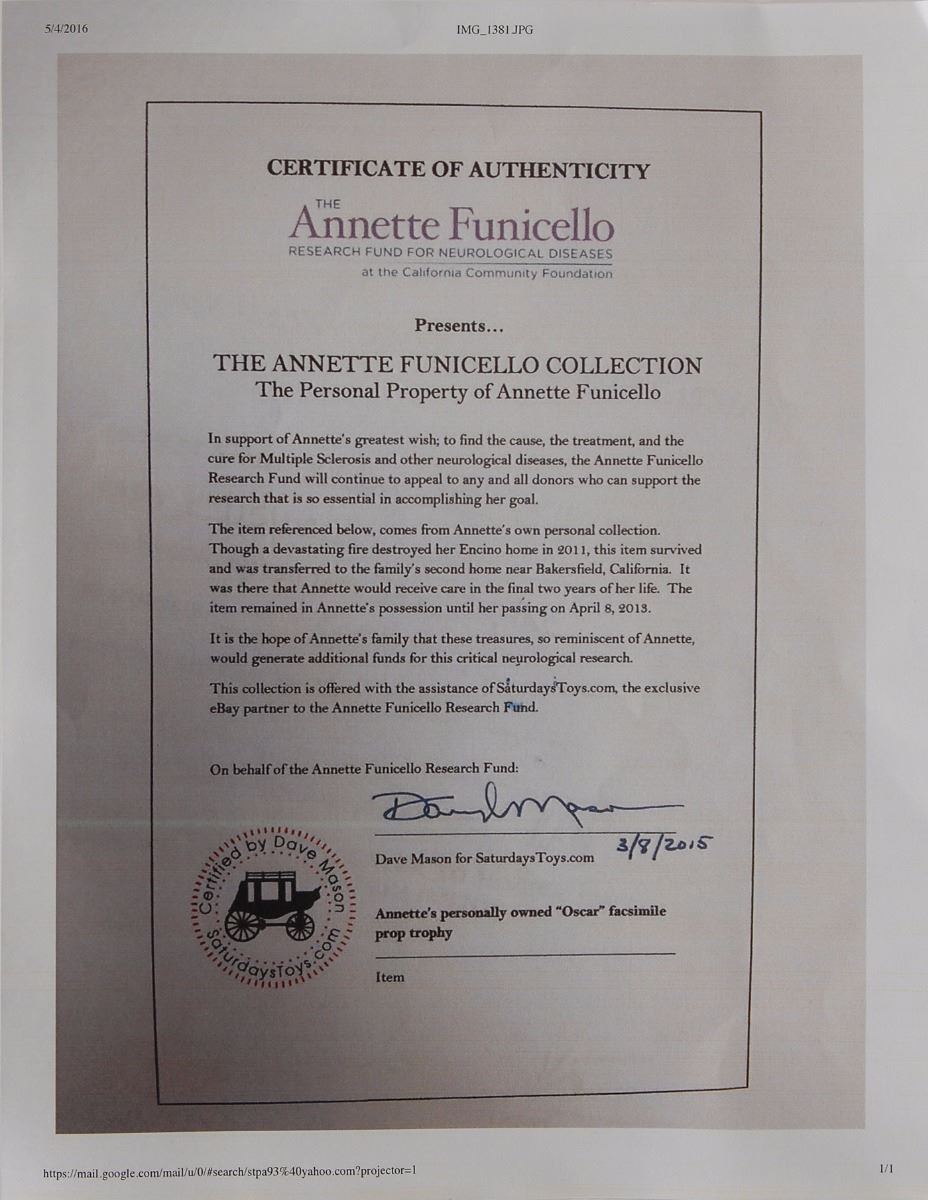 5/4/2016 IMG_1381.JPG
CERTIFICATE OF AUTHENTICITY
THE
Annette Funicello
RESEARCH FUND FOR NEUROLOGICAL DISEASES
at the California Community Foundation
Presents...
THE ANNETTE FUNICELLO COLLECTION
The Personal Property of Annette Funicello
In support of Annette's greatest wish; to find the cause, the treatment, and the
cure for Multiple Sclerosis and other neurological diseases, the Annette Funicello
Research Fund will continue to appeal to any and all donors who can support the
research that is so essential in accomplishing her goal.
The item referenced below, comes from Annette's own personal collection.
Though a devastating fire destroyed her Encino home in 2011, this item survived
and was transferred to the family's second home near Bakersfield, California. It
was there that Annette would receive care in the final two years of her life. The
item remained in Annette's possession until her passing on April 8, 2013.
It is the hope of Annette's family that these treasures, so reminiscent of Annette,
would generate additional funds for this critical neurological research.
This collection is offered with the assistance of SaturdaysToys.com, the exclusive
eBay partner to the Annette Funicello Research Fund.
On behalf of the Annette Funicello Research Fund:
3/8/2015
Dave Mason for SaturdaysToys.com
Certified by Dave Mason
SaturdaysToys.com
Annette's personally owned "Oscar" facsimile
prop trophy
Item
https://mail.google.com/mail/u/0/#search/stpa93%40yahoo.com?projector=1 1/1